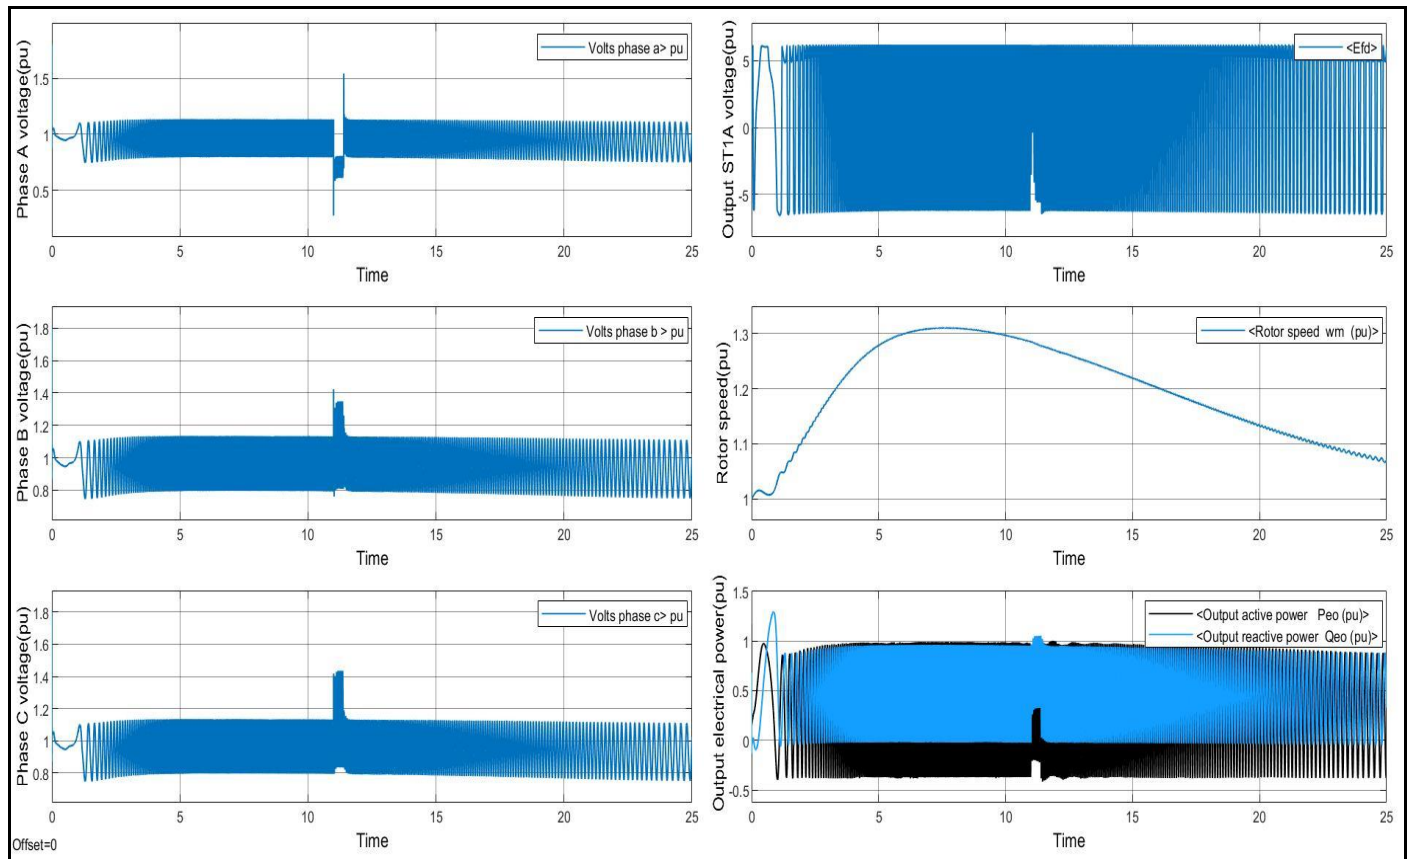 Phase A voltage(pu)
Volts phase a> pu
1.5
1
0.5
0 5 10 15 20 25
Time
Output ST1A voltage(pu)
<Efd>
5
0
-5
0 5 10 15 20 25
Time
Phase B voltage(pu)
Volts phase b > pu
1.8
1.6
1.4
1.2
1
0.8
0 5 10 15 20 25
Time
Rotor speed(pu)
<Rotor speed wm (pu)>
1.3
1.2
1.1
1
0 5 10 15 20 25
Time
Phase C voltage(pu)
Volts phase c> pu
1.8
1.6
1.4
1.2
1
0.8
0 5 10 15 20 25
Time
Output electrical power(pu)
<Output active power Peo (pu)>
<Output reactive power Qeo (pu)>
1.5
1
0.5
0
-0.5
0 5 10 15 20 25
Time
Offset=0